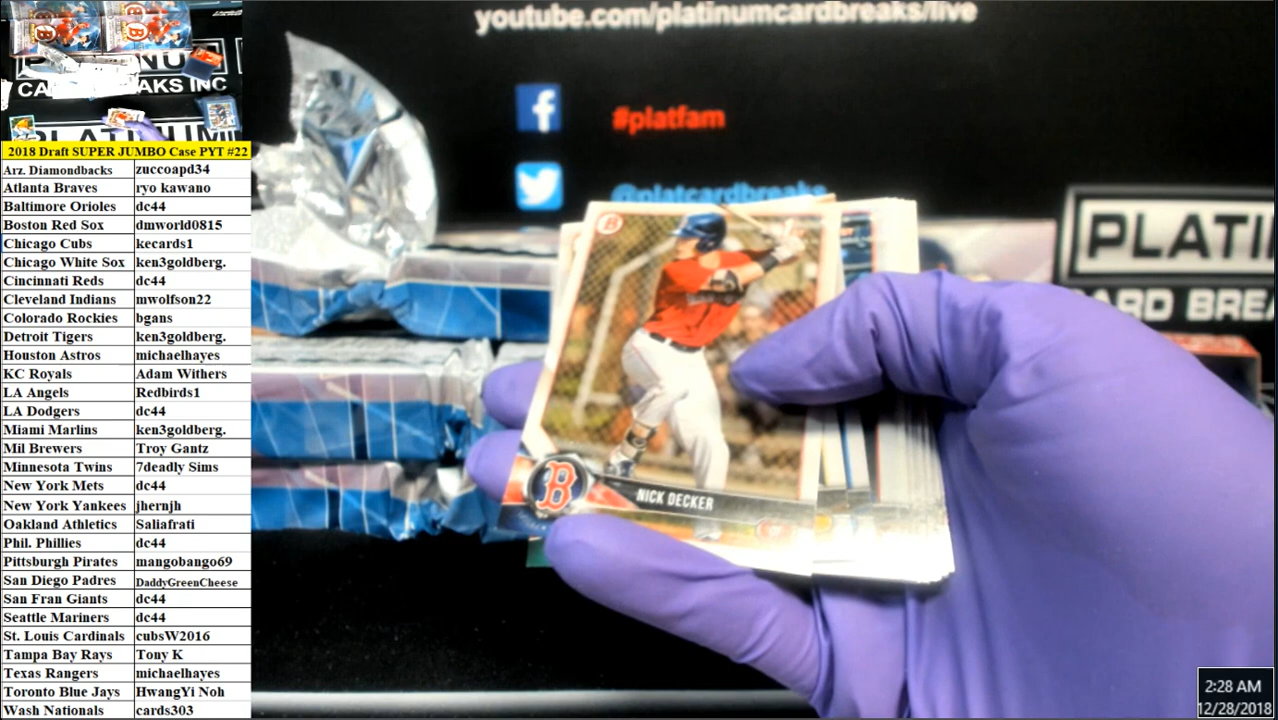 youtube.com/platinumcardbreaks/live
#platfam
@platcardbreaks
PLATINUM
CARD BREAKS INC
PLATINUM
2018 Draft SUPER JUMBO Case PYT #22
Arz. Diamondbacks zuccoapd34
Atlanta Braves ryo kawano
Baltimore Orioles dc44
Boston Red Sox dmworld0815
Chicago Cubs kecards1
Chicago White Sox ken3goldberg.
Cincinnati Reds dc44
Cleveland Indians mwolfson22
Colorado Rockies bgans
Detroit Tigers ken3goldberg.
Houston Astros michaelhayes
KC Royals Adam Withers
LA Angels Redbirds1
LA Dodgers dc44
Miami Marlins ken3goldberg.
Mil Brewers Troy Gantz
Minnesota Twins 7deadly Sims
New York Mets dc44
New York Yankees jhernjh
Oakland Athletics Saliafrati
Phil. Phillies dc44
Pittsburgh Pirates mangobango69
San Diego Padres DaddyGreenCheese
San Fran Giants dc44
Seattle Mariners dc44
St. Louis Cardinals cubsW2016
Tampa Bay Rays Tony K
Texas Rangers michaelhayes
Toronto Blue Jays HwangYi Noh
Wash Nationals cards303
B
NICK DECKER
PLATI
ARD BREA
2:28 AM
12/28/2018